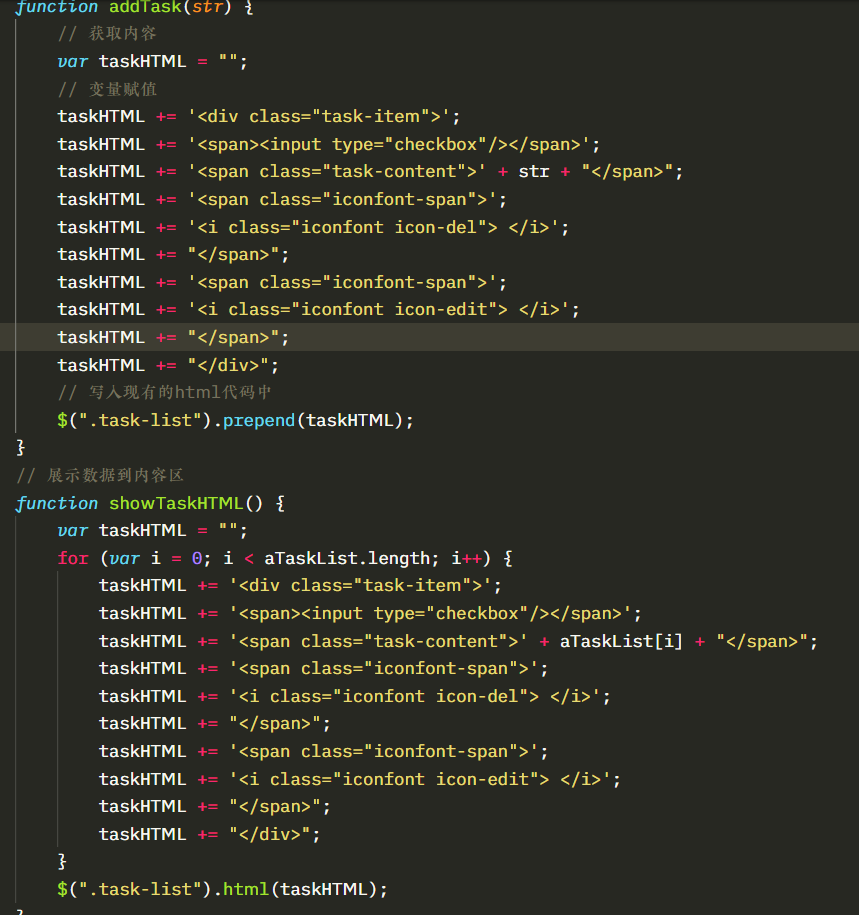 function addTask(str) {
// 获取内容
var taskHTML = "";
// 变量赋值
taskHTML += '<div class="task-item">';
taskHTML += '<span><input type="checkbox"/></span>';
taskHTML += '<span class="task-content">' + str + "</span>";
taskHTML += '<span class="iconfont-span">';
taskHTML += '<i class="iconfont icon-del"> </i>';
taskHTML += "</span>";
taskHTML += '<span class="iconfont-span">';
taskHTML += '<i class="iconfont icon-edit"> </i>';
taskHTML += "</span>";
taskHTML += "</div>";
// 写入现有的html代码中
$(".task-list").prepend(taskHTML);
}
// 展示数据到内容区
function showTaskHTML() {
var taskHTML = "";
for (var i = 0; i < aTaskList.length; i++) {
taskHTML += '<div class="task-item">';
taskHTML += '<span><input type="checkbox"/></span>';
taskHTML += '<span class="task-content">' + aTaskList[i] + "</span>";
taskHTML += '<span class="iconfont-span">';
taskHTML += '<i class="iconfont icon-del"> </i>';
taskHTML += "</span>";
taskHTML += '<span class="iconfont-span">';
taskHTML += '<i class="iconfont icon-edit"> </i>';
taskHTML += "</span>";
taskHTML += "</div>";
}
$(".task-list").html(taskHTML);
}